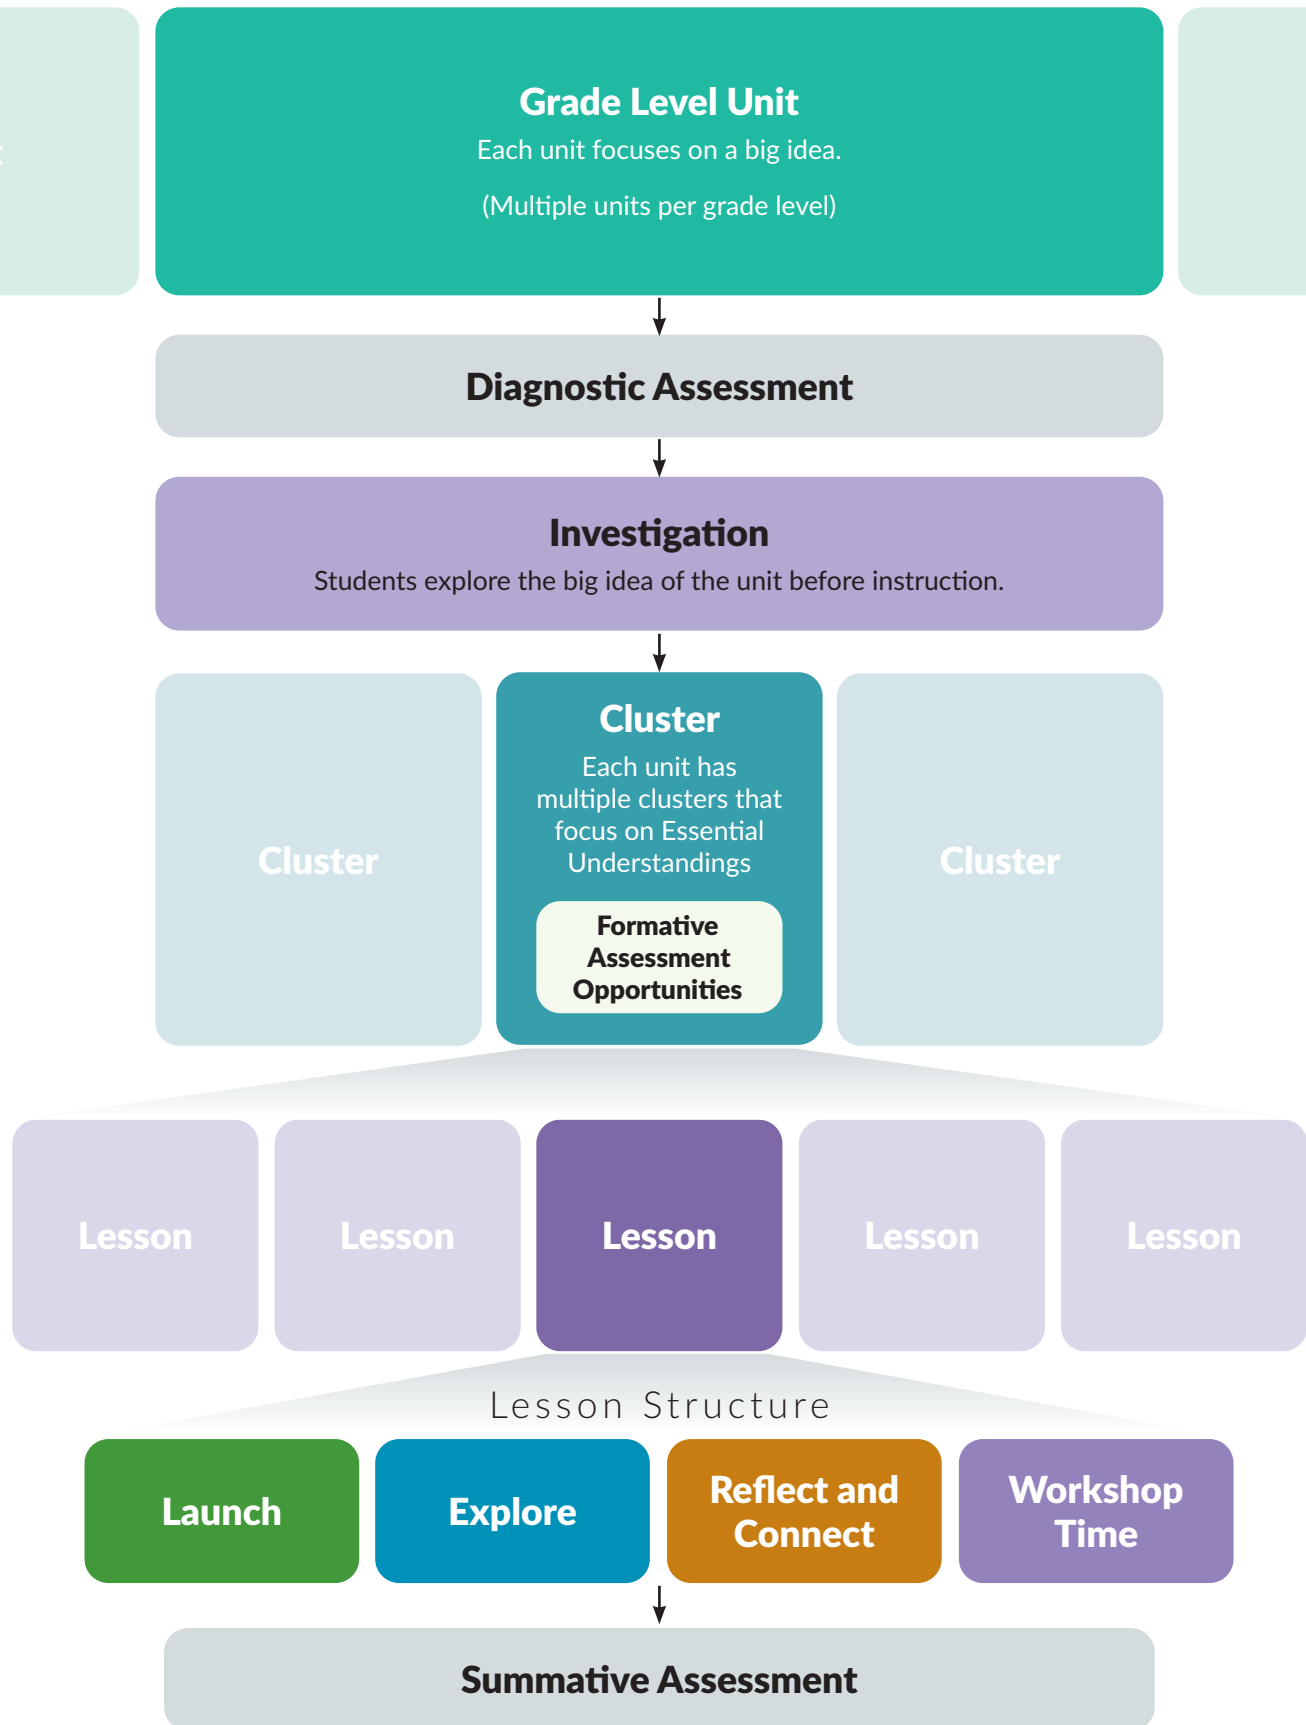 Grade Level Unit
Each unit focuses on a big idea.
(Multiple units per grade level)
Diagnostic Assessment
Investigation
Students explore the big idea of the unit before instruction.
Cluster
Cluster
Each unit has
multiple clusters that
focus on Essential
Understandings
Formative
Assessment
Opportunities
Cluster
Lesson
Lesson
Lesson
Lesson
Lesson
Lesson Structure
Launch
Explore
Reflect and
Connect
Workshop
Time
Summative Assessment